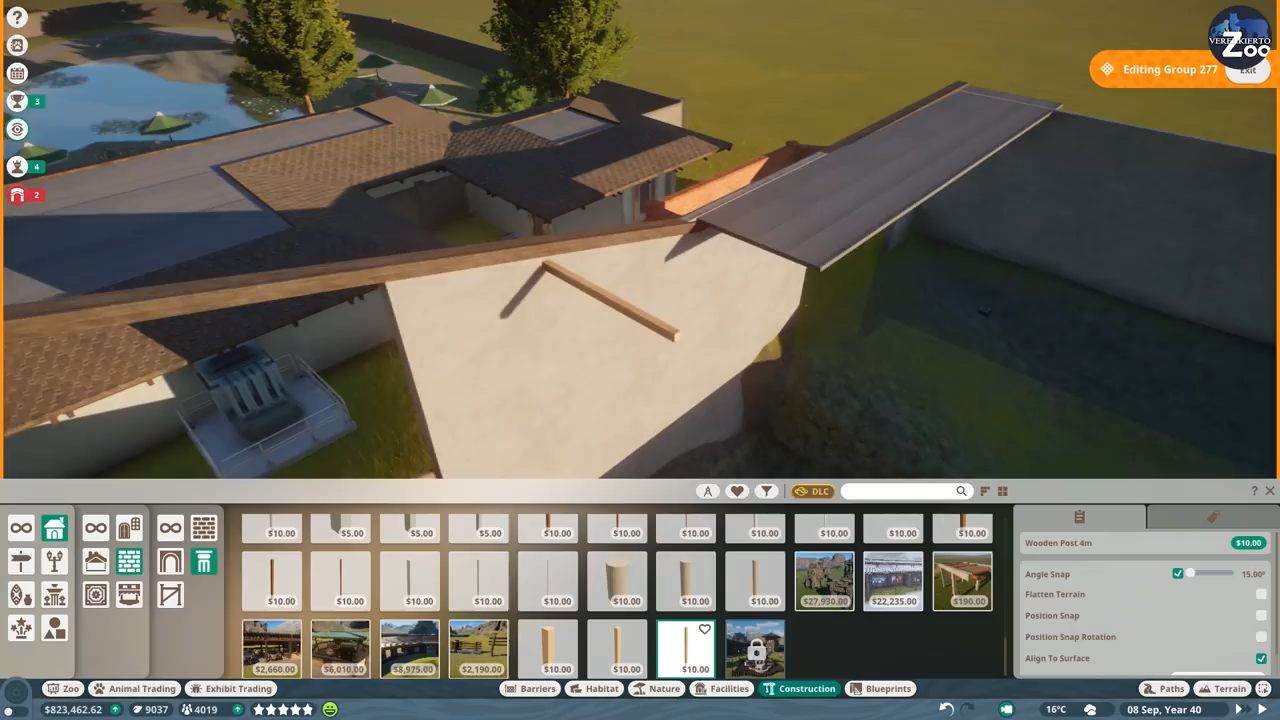 ?
VEREKKIERTO
Zoo
Editing Group 277
Exit
3
4
2
DLC
? ×
$10.00 $5.00 $5.00 $10.00 $10.00 $10.00 $10.00 $10.00 $10.00 $10.00 $10.00
$10.00 $10.00 $10.00 $10.00 $10.00 $10.00 $10.00 $10.00 $27,930.00 $22,235.00 $190.00
$2,660.00 $6,010.00 $8,975.00 $2,190.00 $10.00 $10.00 $10.00
Wooden Post 4m $10.00
Angle Snap 15.00°
Flatten Terrain
Position Snap
Position Snap Rotation
Align To Surface
Zoo Animal Trading Exhibit Trading Barriers Habitat Nature Facilities Construction Blueprints Paths Terrain
$823,462.62 9037 4019 16°C 08 Sep, Year 40